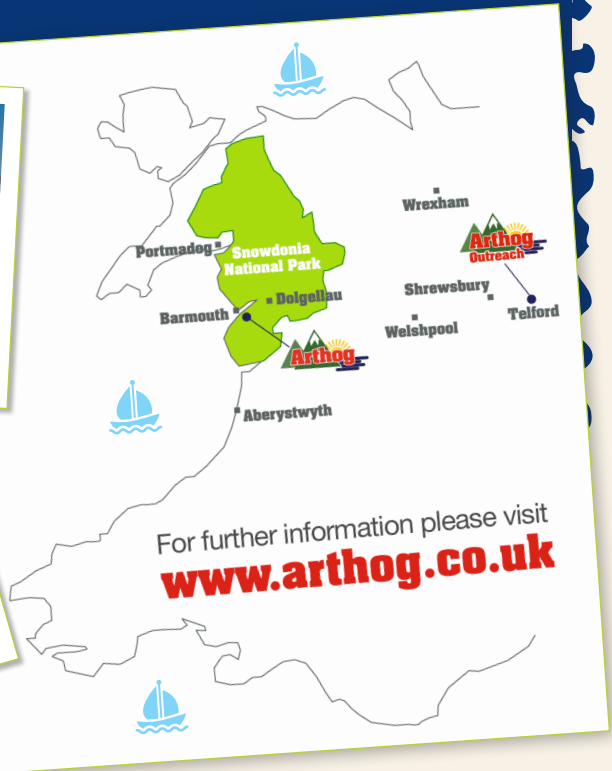 Wrexham
Arthog
Outreach
Portmadog
Snowdonia
National Park
Shrewsbury
Dolgellau
Barmouth
Telford
Welshpool
Arthog
Aberystwyth
For further information please visit
www.arthog.co.uk